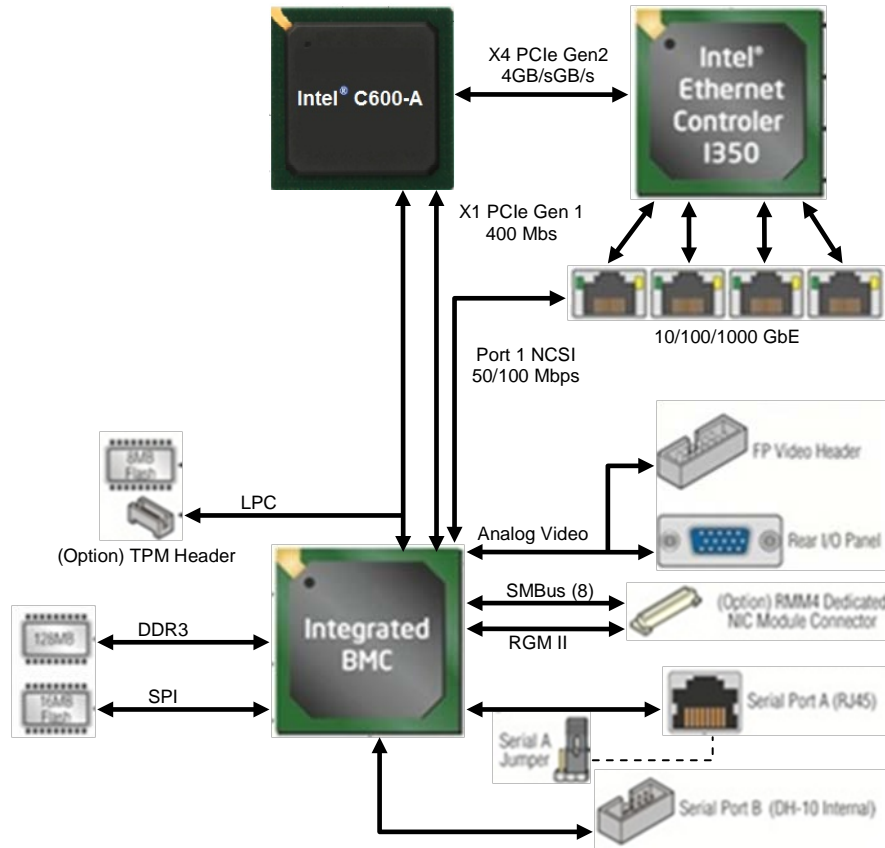 Intel® C600-A
X4 PCIe Gen2
4GB/sGB/s
Intel®
Ethernet
Controler
I350
X1 PCIe Gen 1
400 Mbs
10/100/1000 GbE
Port 1 NCSI
50/100 Mbps
8MB
Flash
LPC
(Option) TPM Header
FP Video Header
Analog Video
Rear I/O Panel
SMBus (8)
(Option) RMM4 Dedicated
NIC Module Connector
RGM II
Integrated
BMC
128MB
DDR3
16MB
Flash
SPI
Serial Port A (RJ45)
Serial A
Jumper
Serial Port B (DH-10 Internal)